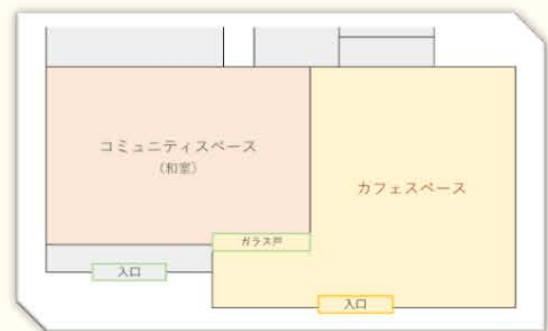 コミュニティスペース
（和室）
カフェスペース
ガラス戸
入口
入口